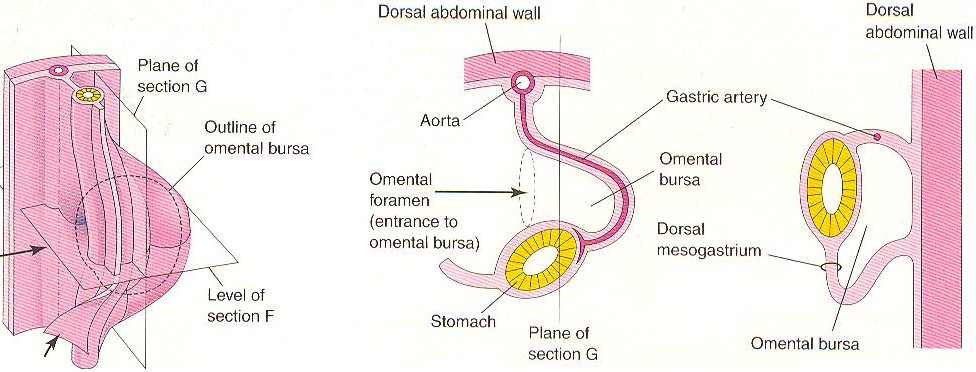 Plane of
section G
Outline of
omental bursa
Level of
section F
Dorsal abdominal wall
Aorta
Gastric artery
Omental
foramen
(entrance to
omental bursa)
Omental
bursa
Stomach
Plane of
section G
Dorsal
abdominal wall
Dorsal
mesogastrium
Omental bursa